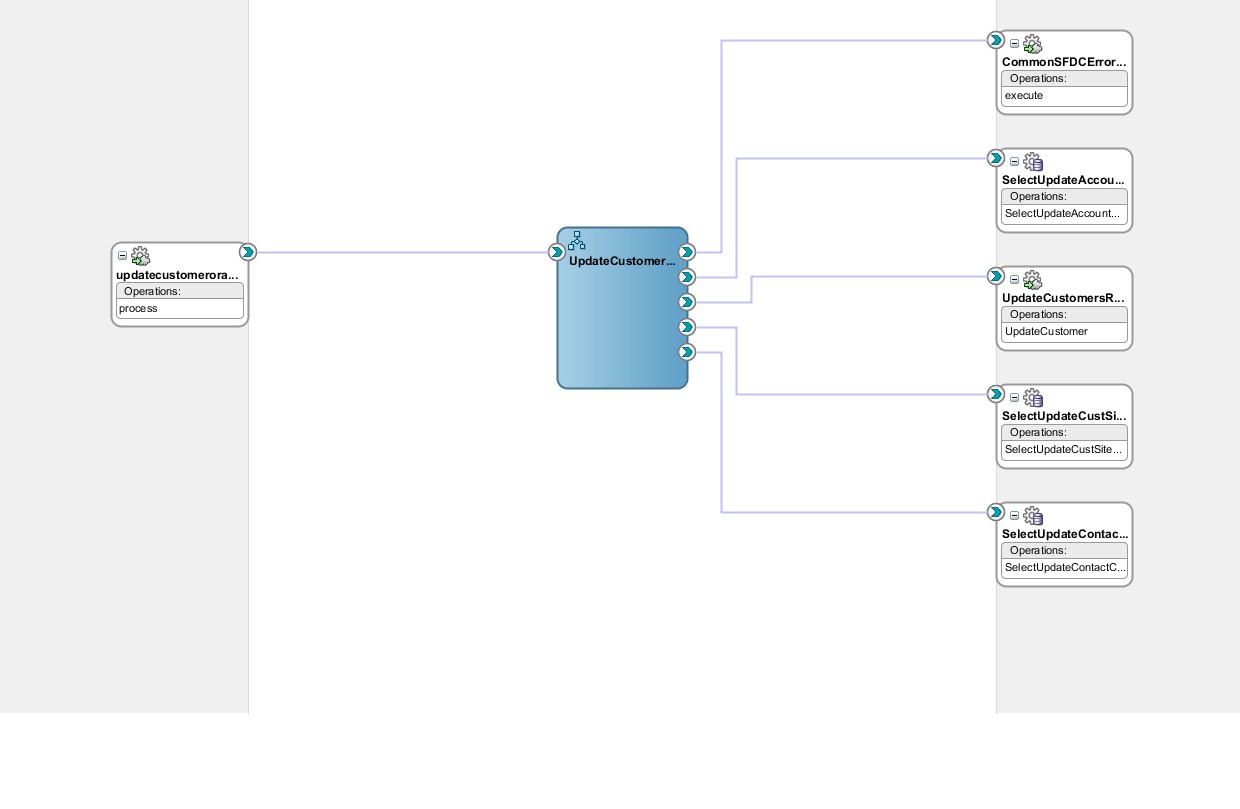 updatecustomerora...
Operations:
process
UpdateCustomer...
CommonSFDCError...
Operations:
execute
SelectUpdateAccou...
Operations:
SelectUpdateAccount...
UpdateCustomersR...
Operations:
UpdateCustomer
SelectUpdateCustSi...
Operations:
SelectUpdateCustSite...
SelectUpdateContac...
Operations:
SelectUpdateContactC...